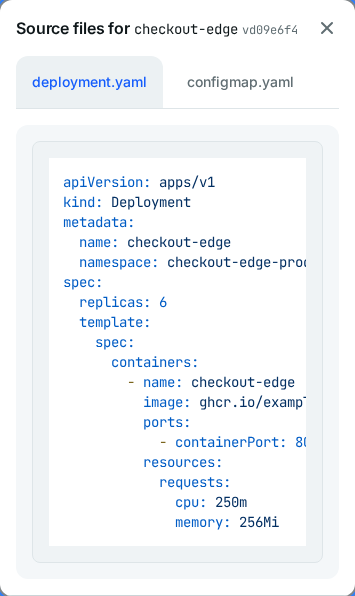 Source files for checkout-edge vd09e6f4
deployment.yaml
configmap.yaml
apiVersion: apps/v1
kind: Deployment
metadata:
  name: checkout-edge
  namespace:
spec:
  replicas: 6
  template:
    spec:
      containers:
        - name: checkout-edge
          image:
          ports:
            - containerPort:
          resources:
            requests:
              cpu: 250m
              memory: 256Mi